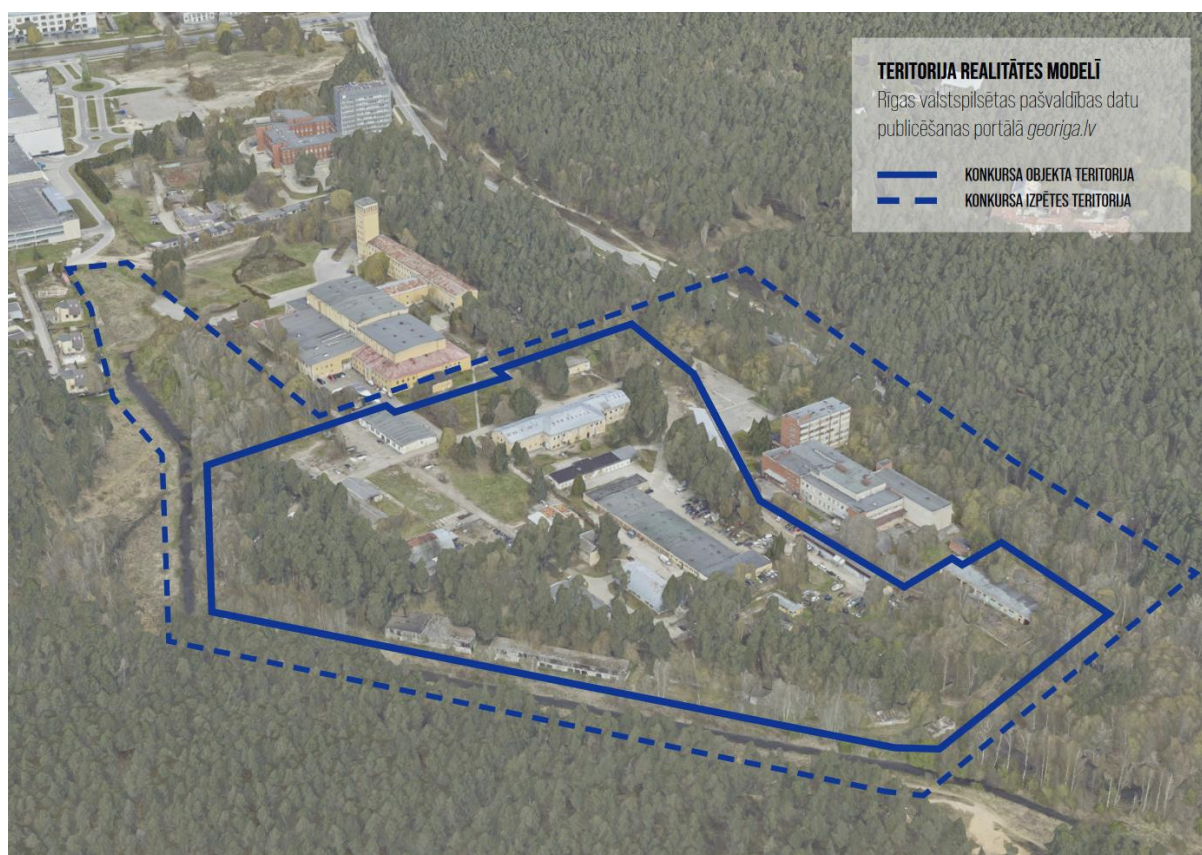 TERITORIJA REALITĀTES MODELĪ
Rīgas valstspilsētas pašvaldības datu
publicēšanas portālā georiga.lv
KONKURSA OBJEKTA TERITORIJA
KONKURSA IZPĒTES TERITORIJA